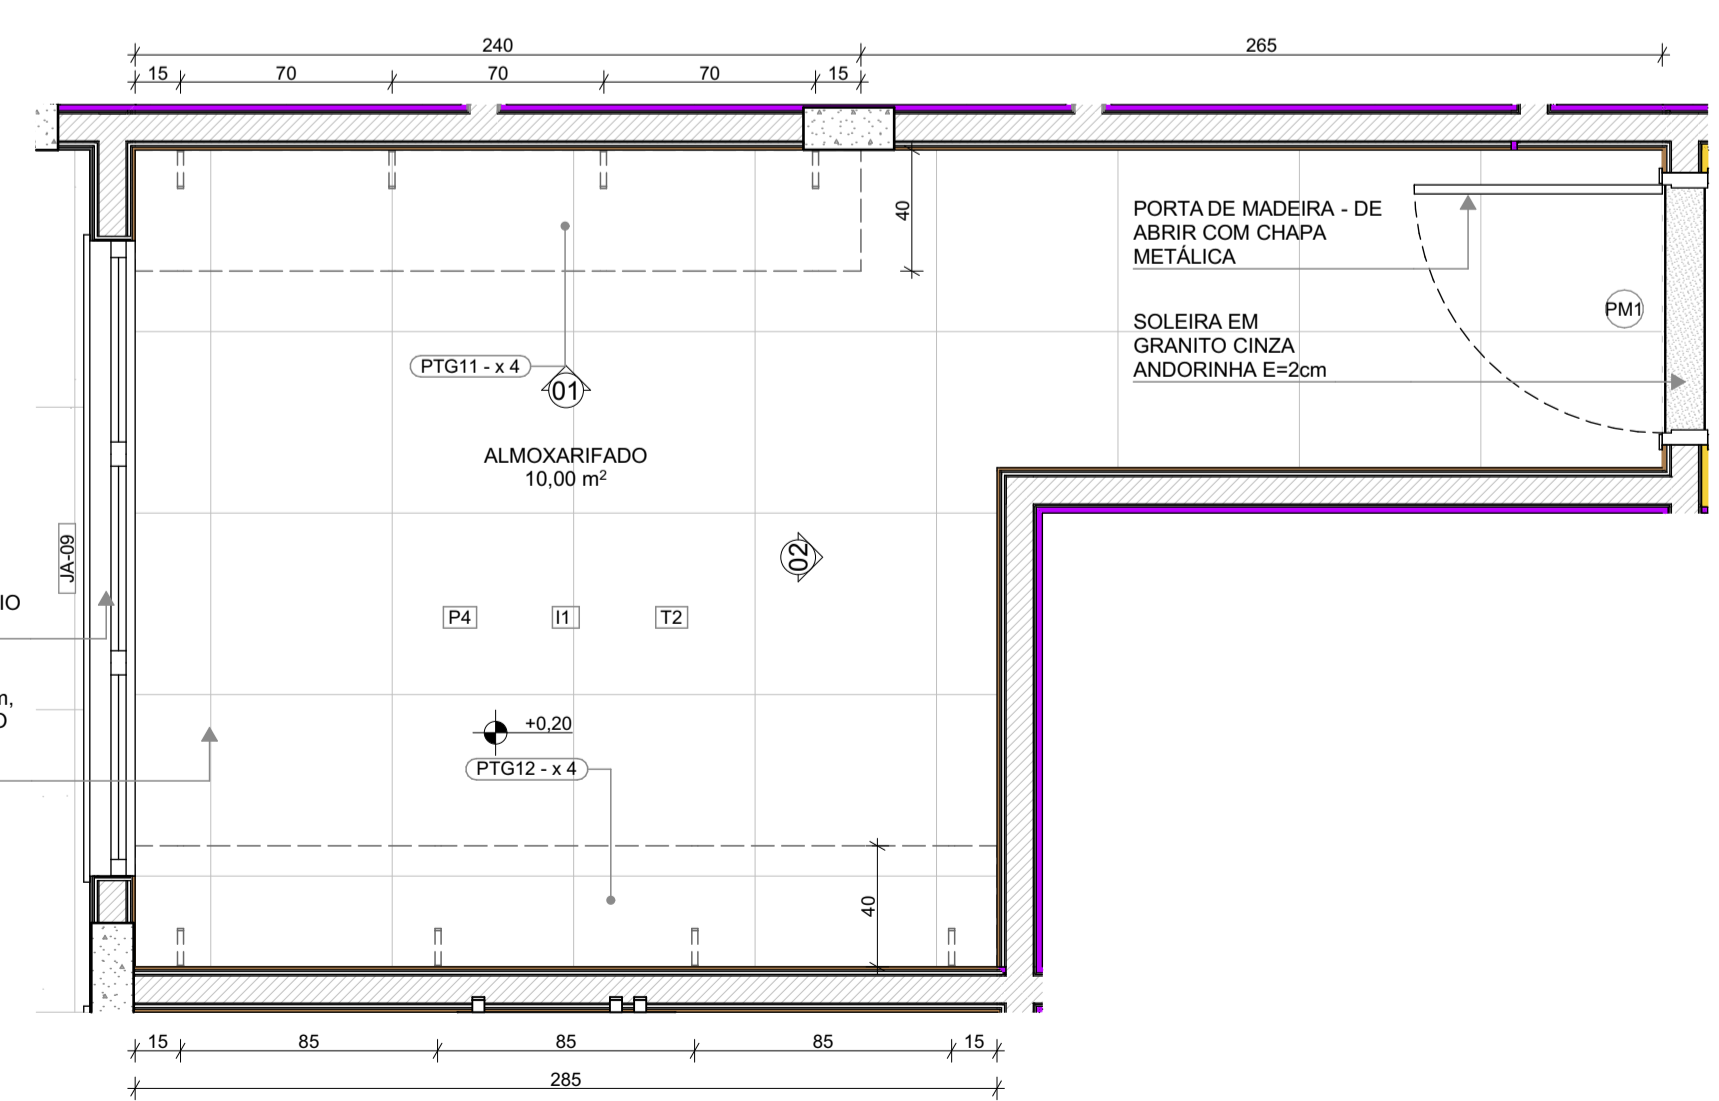 240
265
15
70
70
70
15
40
PORTA DE MADEIRA - DE
ABRIR COM CHAPA
METÁLICA
PM1
SOLEIRA EM
GRANITO CINZA
ANDORINHA E=2cm
PTG11 - x 4
01
ALMOXARIFADO
10,00 m²
JA-09
02
IO
P4
I1
T2
m,
O
+0,20
PTG12 - x 4
40
15
85
85
85
15
285